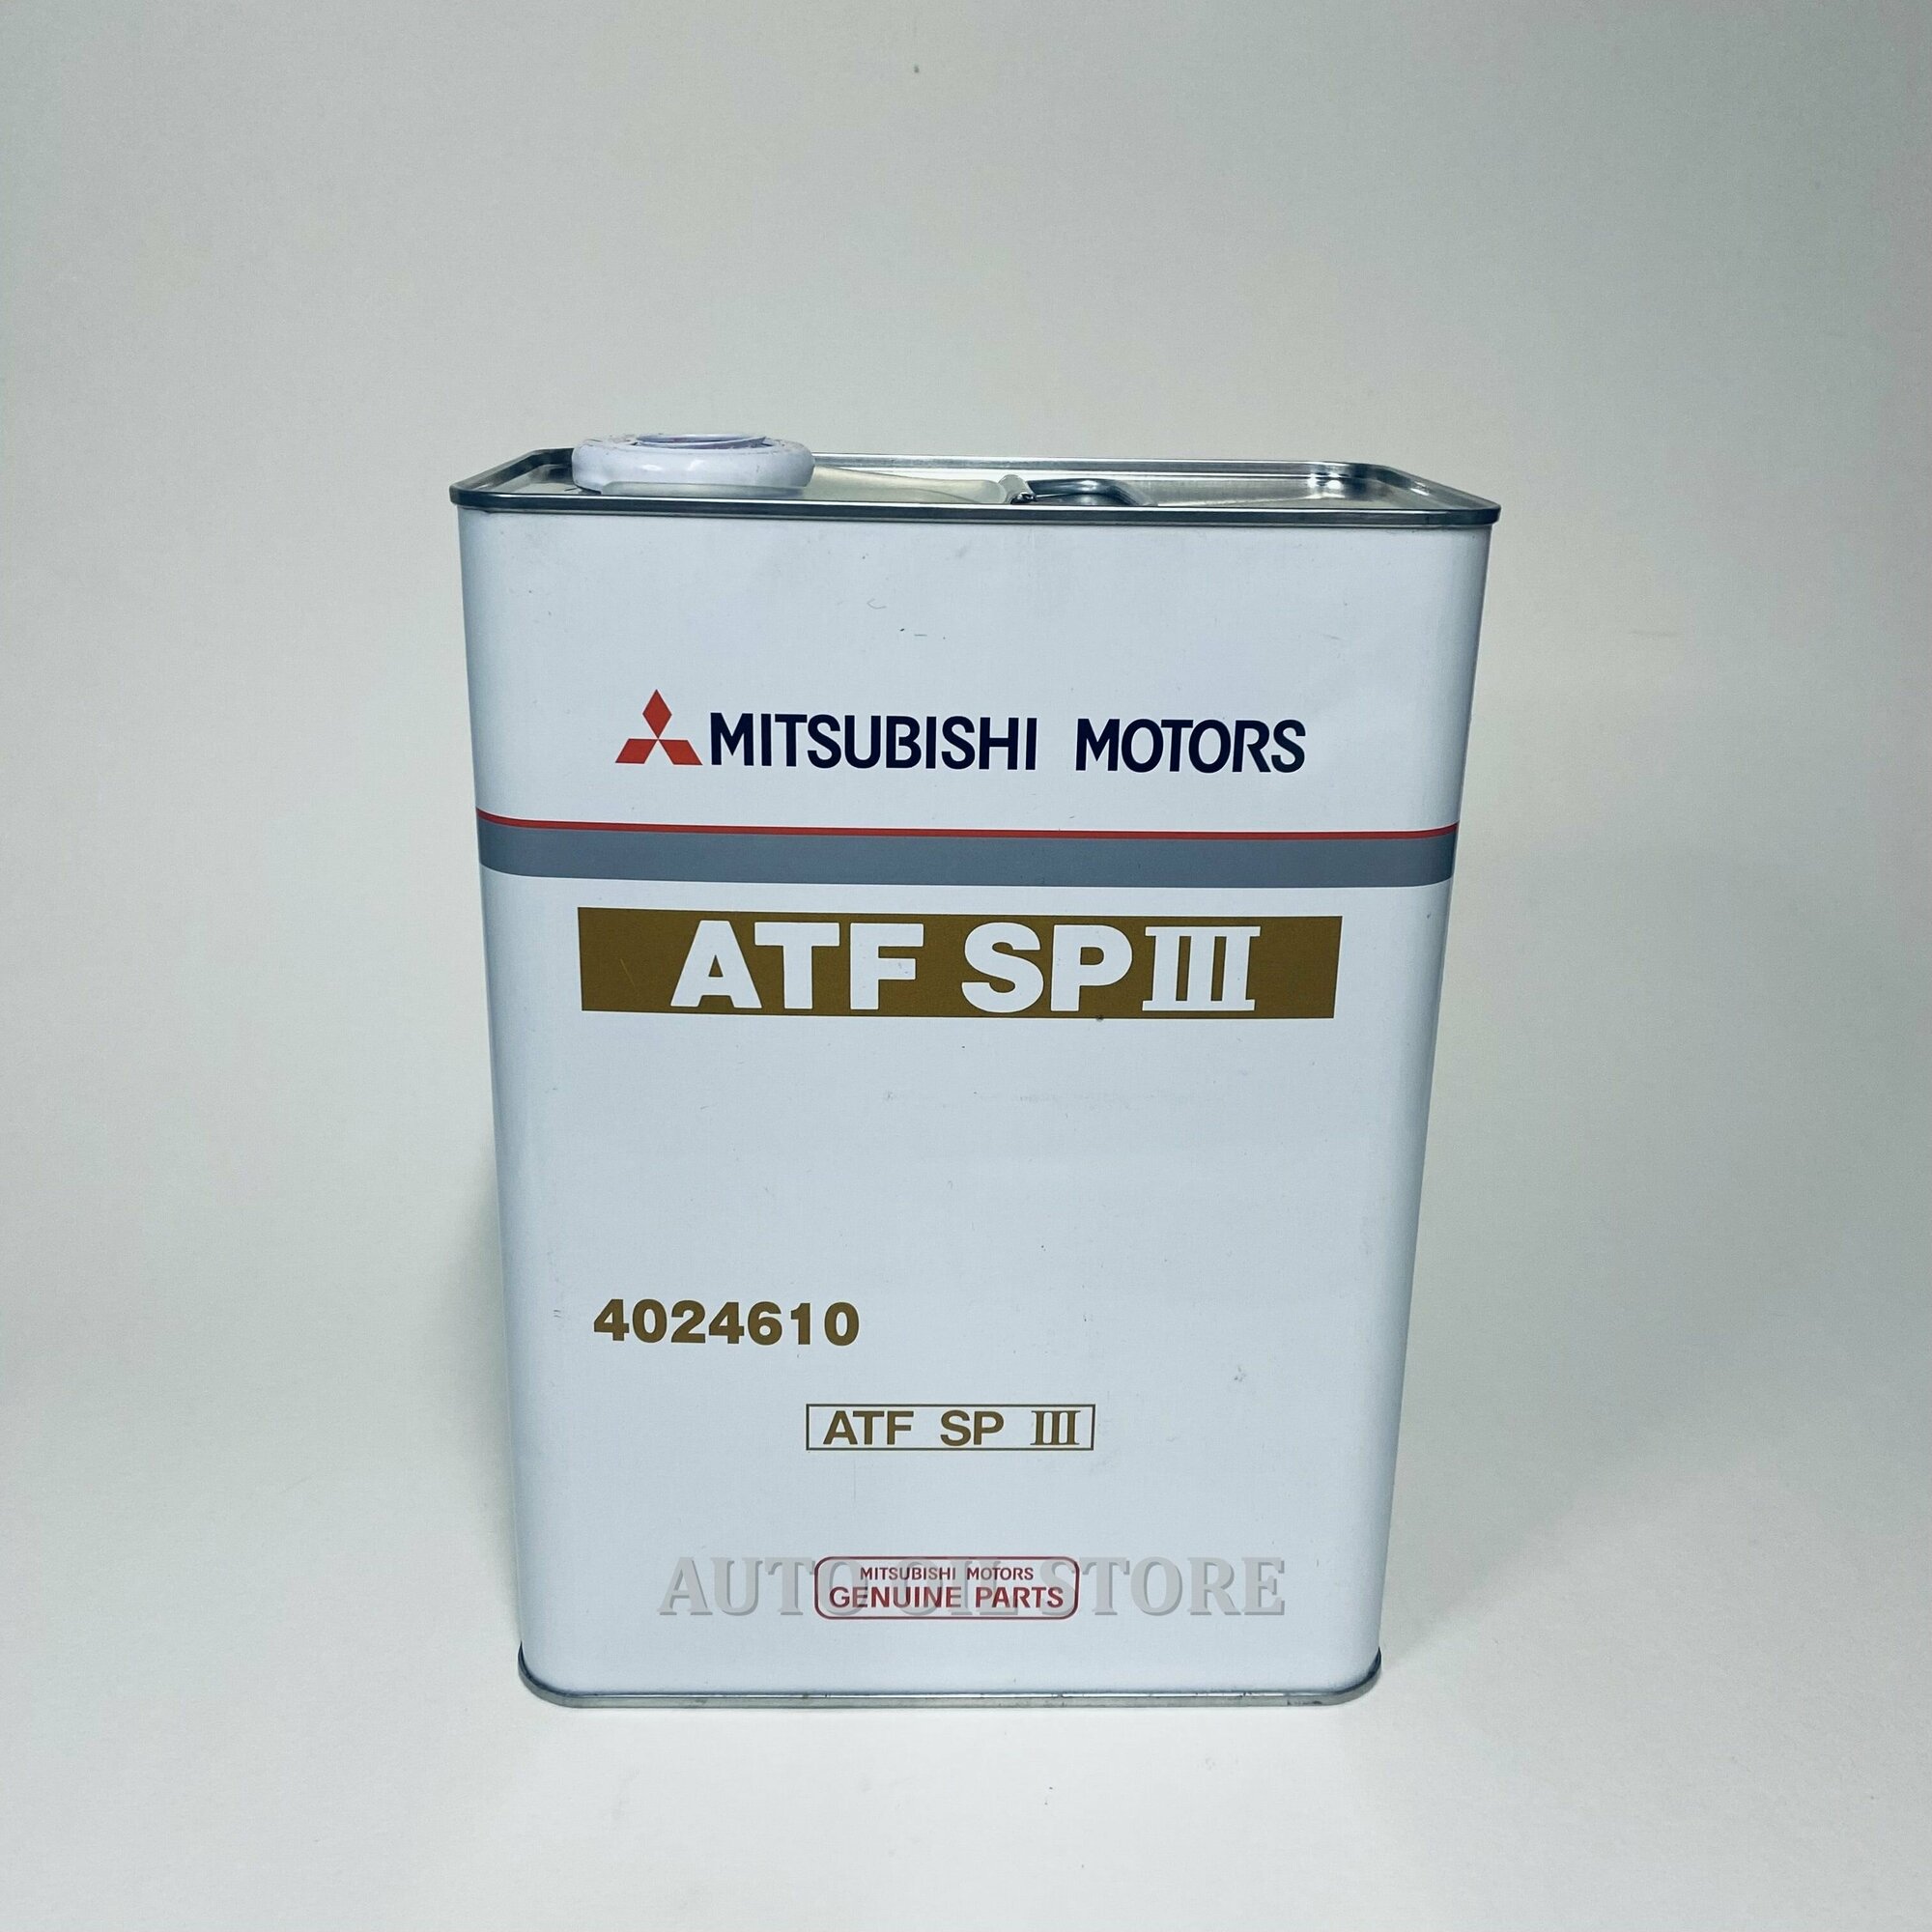 MITSUBISHI MOTORS
ATF SPIII
4024610
ATF SP III
AUTO OIL STORE
MITSUBISHI MOTORS
GENUINE PARTS